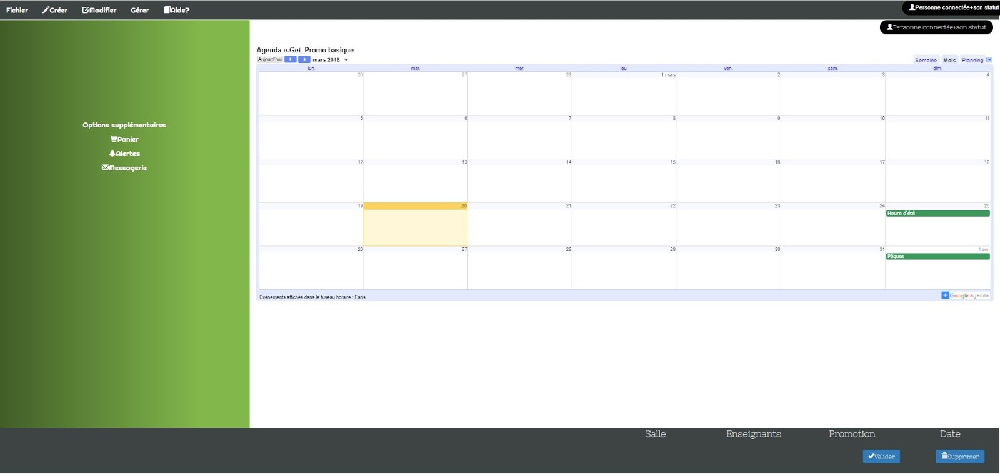 Fichier Créer Modifier Gérer Aide? Personne connectée+son statut
Personne connectée+son statut
Options supplémentaires
Panier
Alertes
Messagerie
Agenda e-Get_Promo basique
Aujourd'hui mars 2018 Semaine Mois Planning
lun. mar. mer. jeu. ven. sam. dim.
26 27 28 1 mars 2 3 4
5 6 7 8 9 10 11
12 13 14 15 16 17 18
19 20 21 22 23 24 25
Heure d'été
26 27 28 29 30 31 1 avr.
Pâques
Événements affichés dans le fuseau horaire : Paris Google Agenda
Salle Enseignants Promotion Date
Valider Supprimer